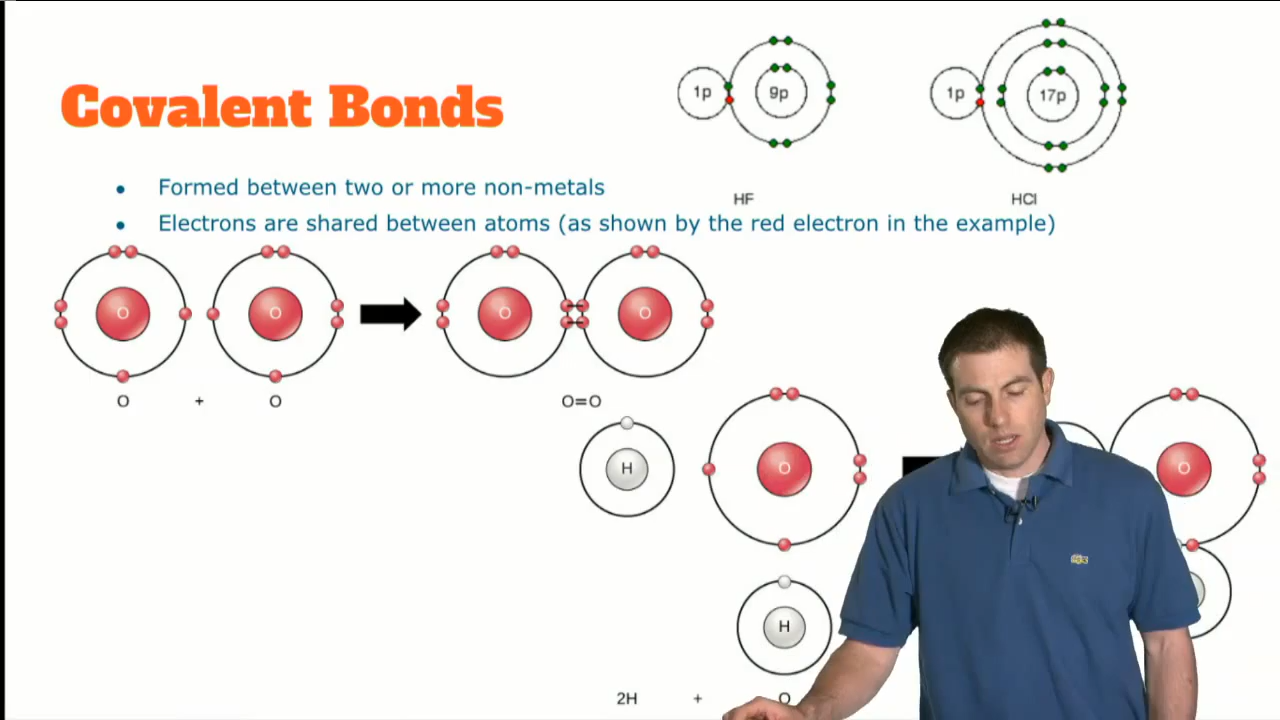 Covalent Bonds
1p 9p
1p 17p
HF
HCl
• Formed between two or more non-metals
• Electrons are shared between atoms (as shown by the red electron in the example)
O O O O
O + O O=O
H O O
H
2H + O